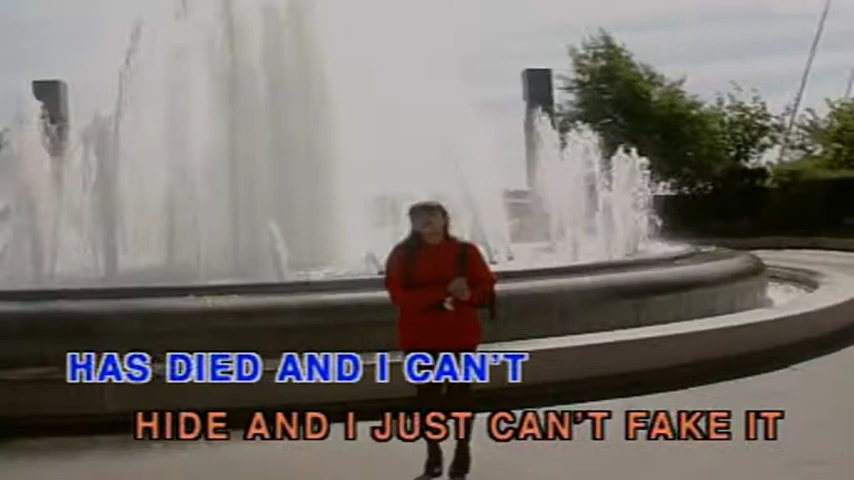 HAS DIED AND I CAN'T
HIDE AND I JUST CAN'T FAKE IT